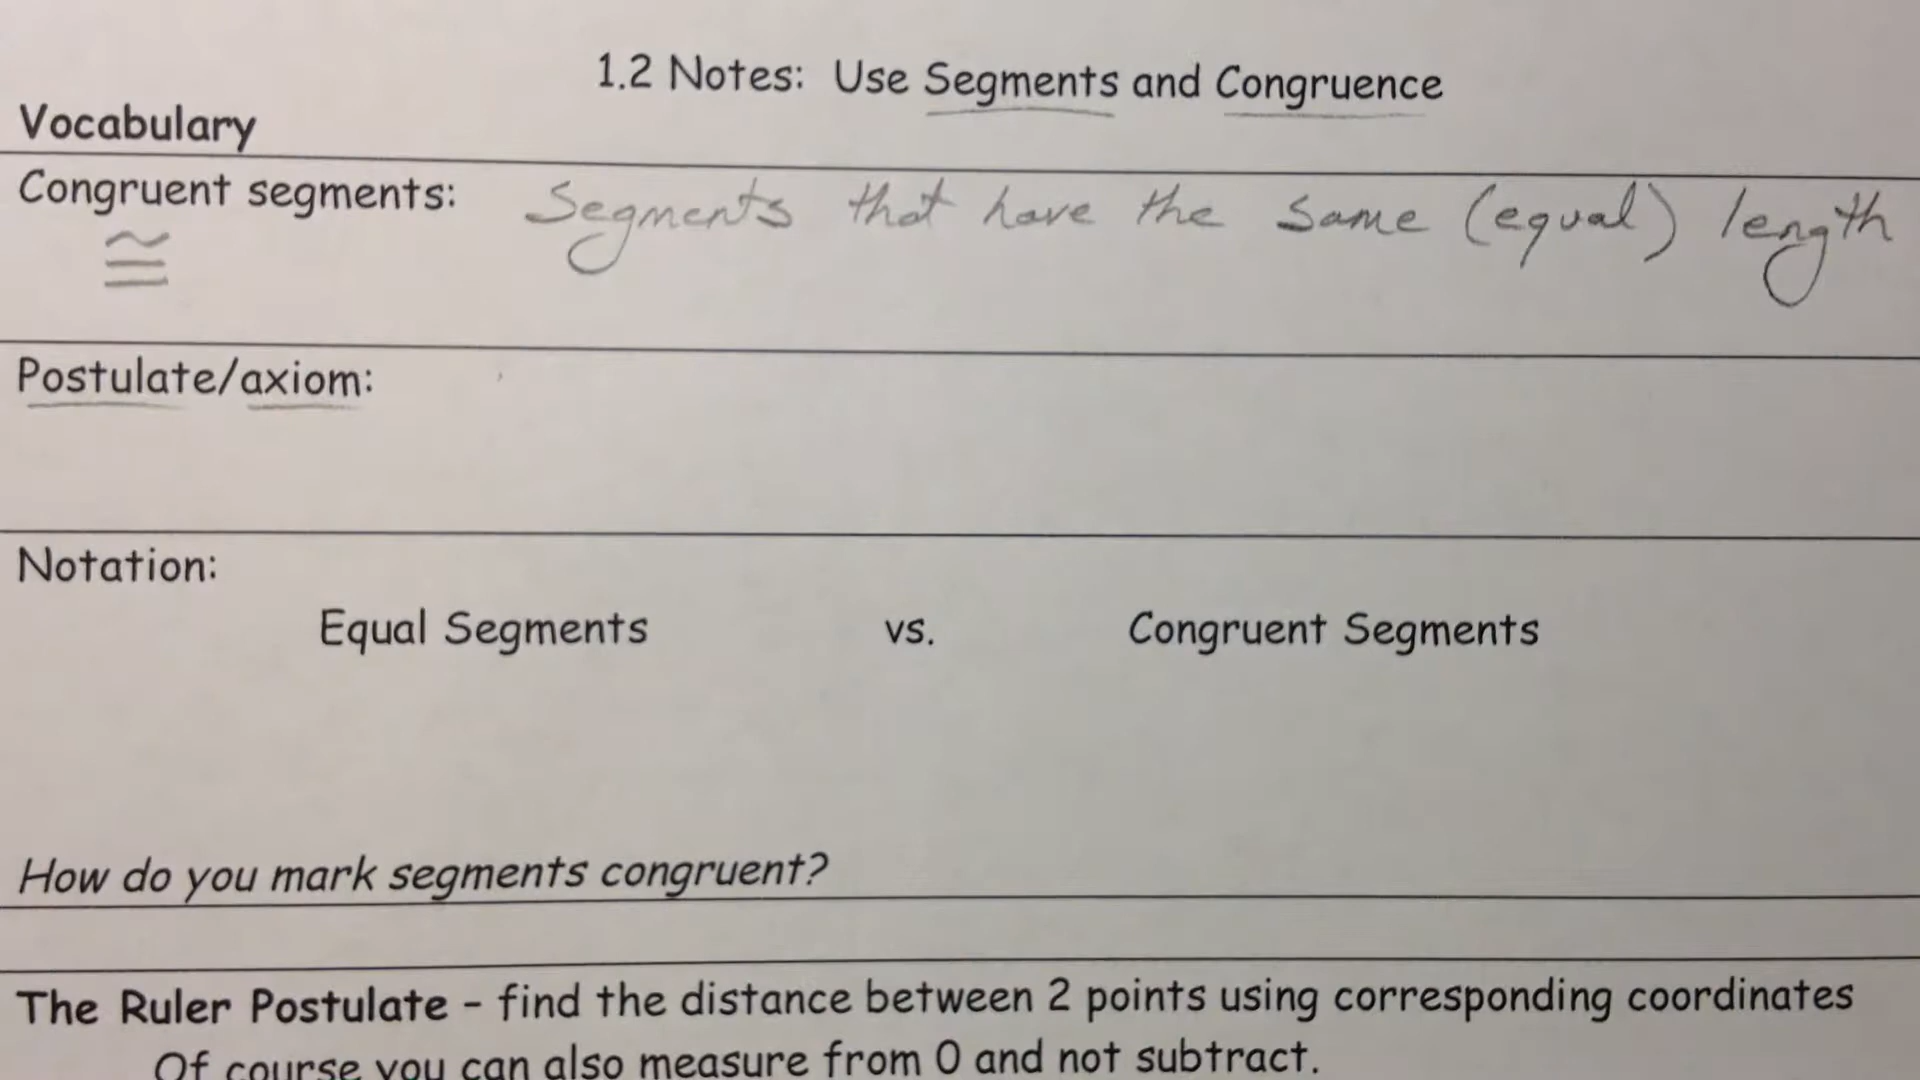 1.2 Notes: Use Segments and Congruence
Vocabulary
Congruent segments: Segments that have the same (equal) length
≅
Postulate/axiom:
Notation:
Equal Segments vs. Congruent Segments
How do you mark segments congruent?
The Ruler Postulate - find the distance between 2 points using corresponding coordinates
Of course you can also measure from 0 and not subtract.